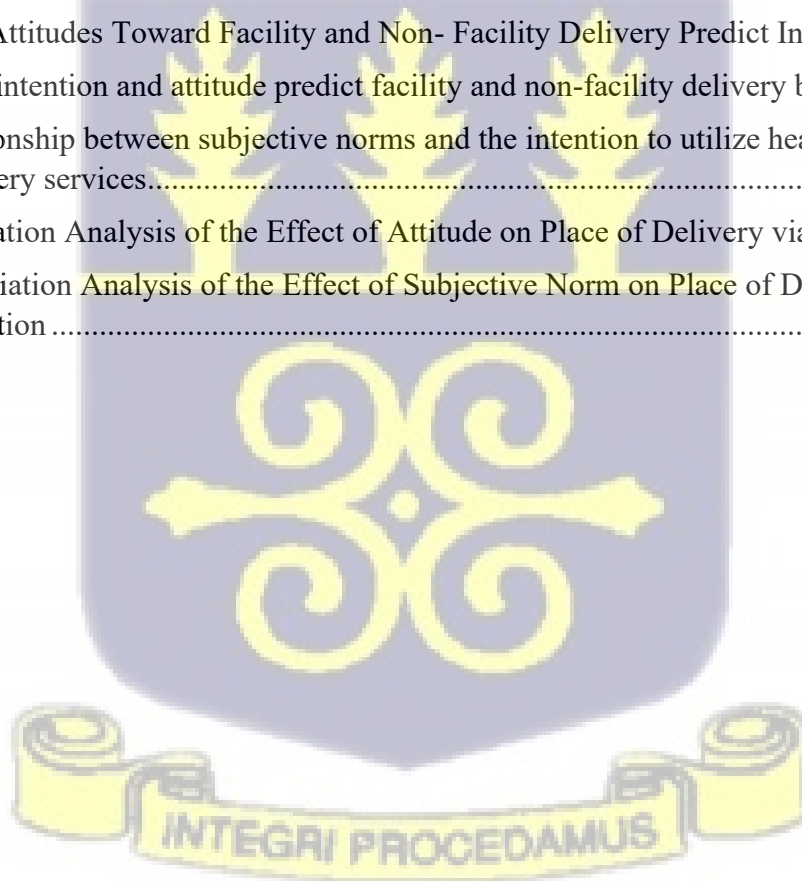 Attitudes Toward Facility and Non- Facility Delivery Predict In
intention and attitude predict facility and non-facility delivery b
onship between subjective norms and the intention to utilize hea
ery services..............................................................................
ation Analysis of the Effect of Attitude on Place of Delivery via
iation Analysis of the Effect of Subjective Norm on Place of D
tion ........................................................................................
INTEGRI PROCEDAMUS